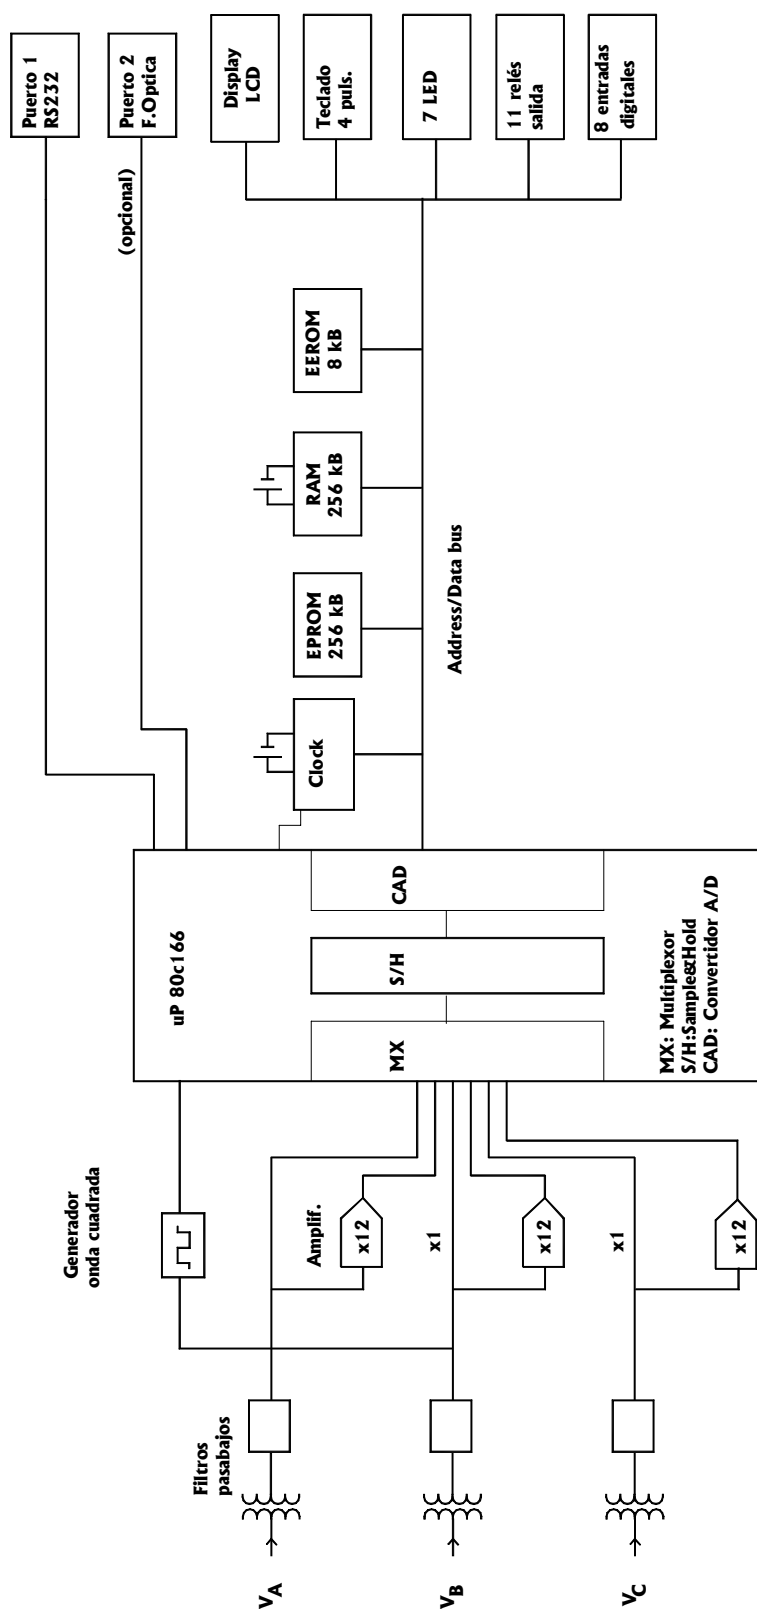 Puerto 1
RS232
Puerto 2
F.Optica
(opcional)
Display
LCD
Teclado
4 puls.
7 LED
11 relés
salida
8 entradas
digitales
EEROM
8 kB
RAM
256 kB
EPROM
256 kB
Clock
Address/Data bus
uP 80c166
CAD
S/H
MX
MX: Multiplexor
S/H:Sample&Hold
CAD: Convertidor A/D
Generador
onda cuadrada
Amplif.
x12
x1
x12
x1
x12
Filtros
pasabajos
VA
VB
VC